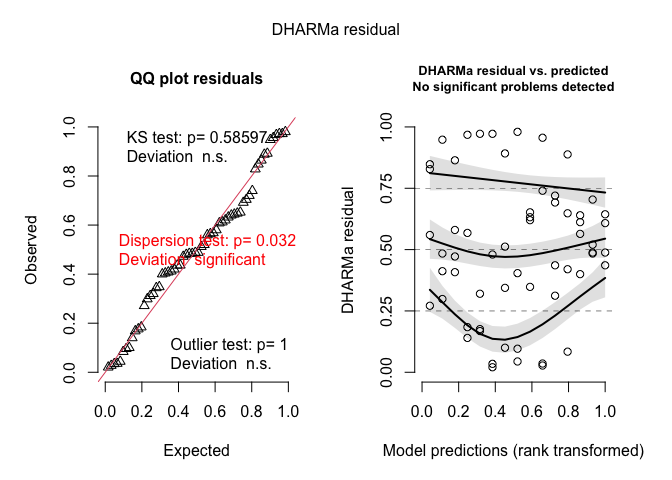 DHARMa residual
QQ plot residuals
KS test: p= 0.58597
Deviation n.s.
Dispersion test: p= 0.032
Deviation significant
Outlier test: p= 1
Deviation n.s.
Observed
0.0 0.2 0.4 0.6 0.8 1.0
0.0 0.2 0.4 0.6 0.8 1.0
Expected
DHARMa residual vs. predicted
No significant problems detected
DHARMa residual
0.00 0.25 0.50 0.75 1.00
0.0 0.2 0.4 0.6 0.8 1.0
Model predictions (rank transformed)